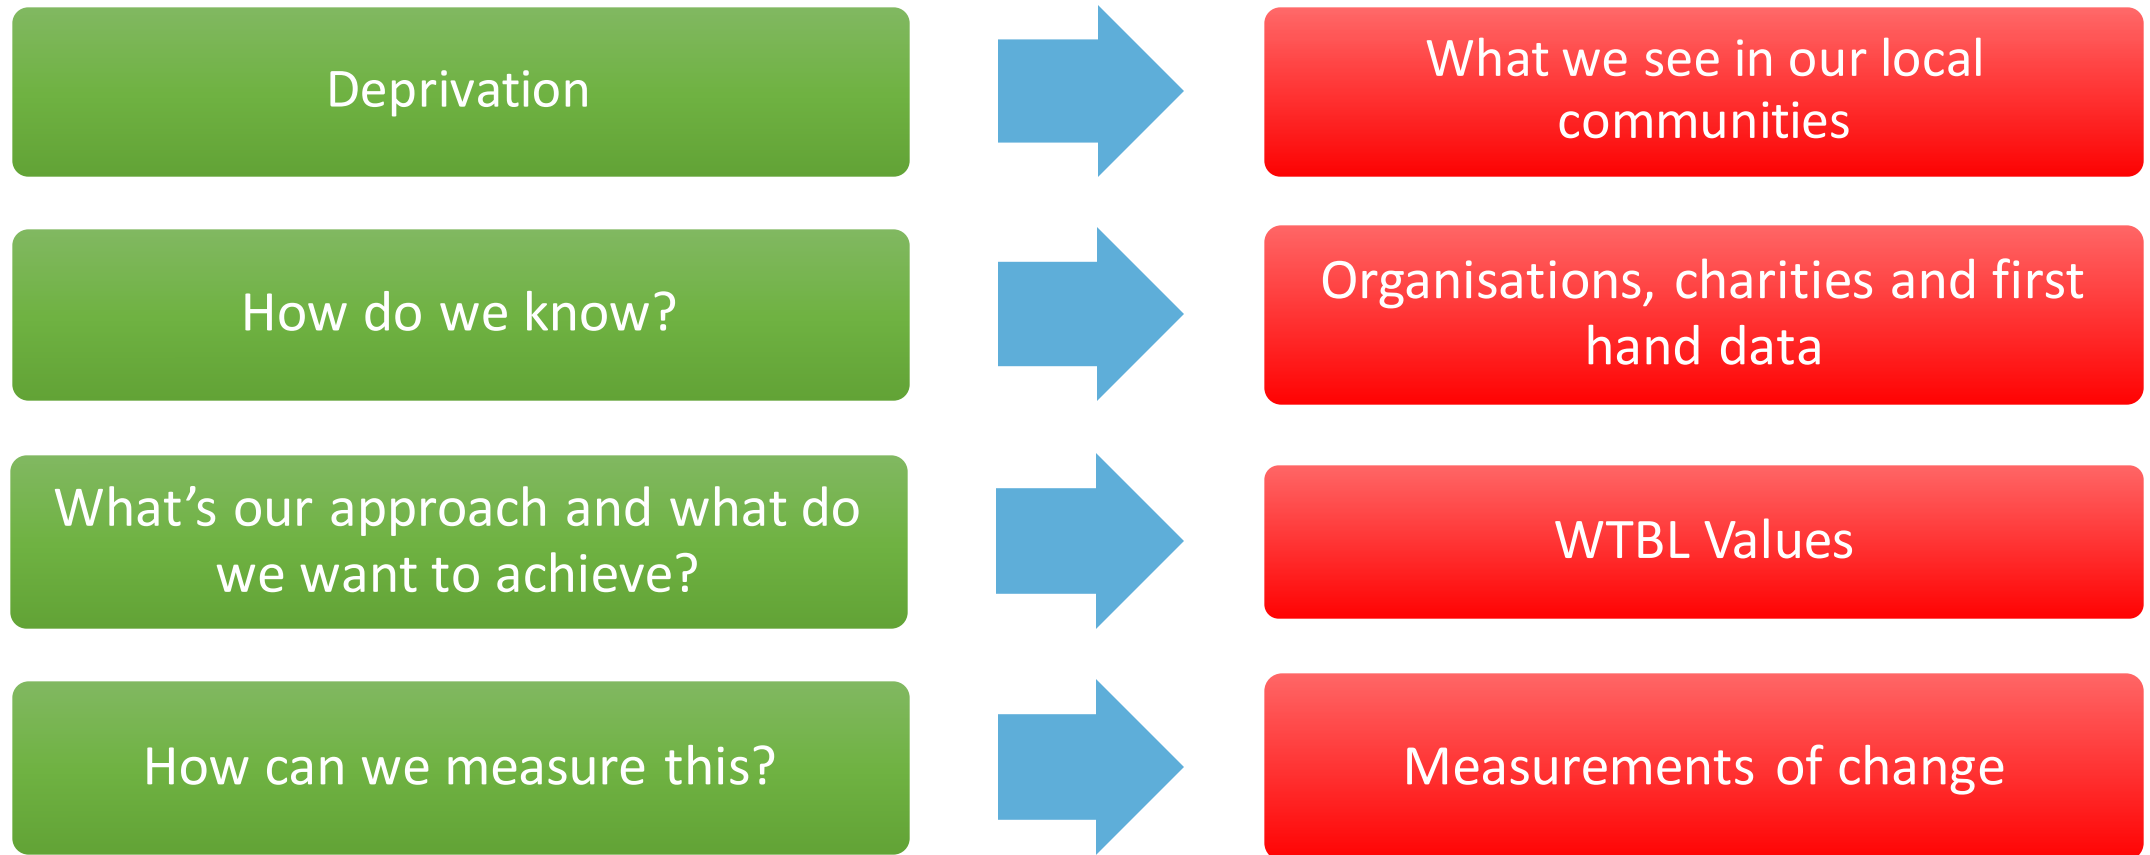 Deprivation
What we see in our local
communities
How do we know?
Organisations, charities and first
hand data
What’s our approach and what do
we want to achieve?
WTBL Values
How can we measure this?
Measurements of change